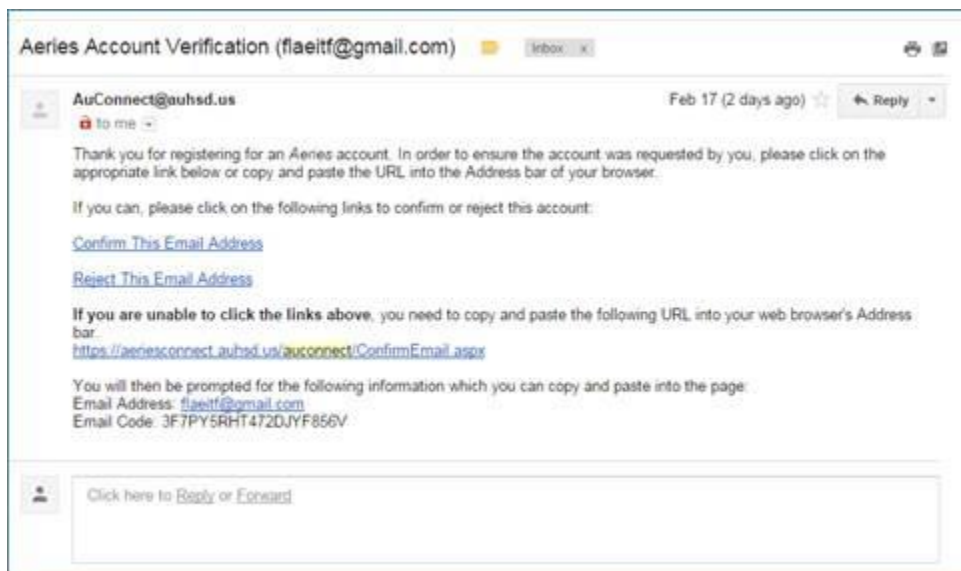 Aeries Account Verification (flaeitf@gmail.com) Inbox x
AuConnect@auhsd.us Feb 17 (2 days ago) Reply
to me
Thank you for registering for an Aeries account. In order to ensure the account was requested by you, please click on the
appropriate link below or copy and paste the URL into the Address bar of your browser.
If you can, please click on the following links to confirm or reject this account:
Confirm This Email Address
Reject This Email Address
If you are unable to click the links above, you need to copy and paste the following URL into your web browser's Address
bar.
https://aeriesconnect.auhsd.us/auconnect/ConfirmEmail.aspx
You will then be prompted for the following information which you can copy and paste into the page:
Email Address: flaeitf@gmail.com
Email Code: 3F7PY5RHT472DJYF856V
Click here to Reply or Forward